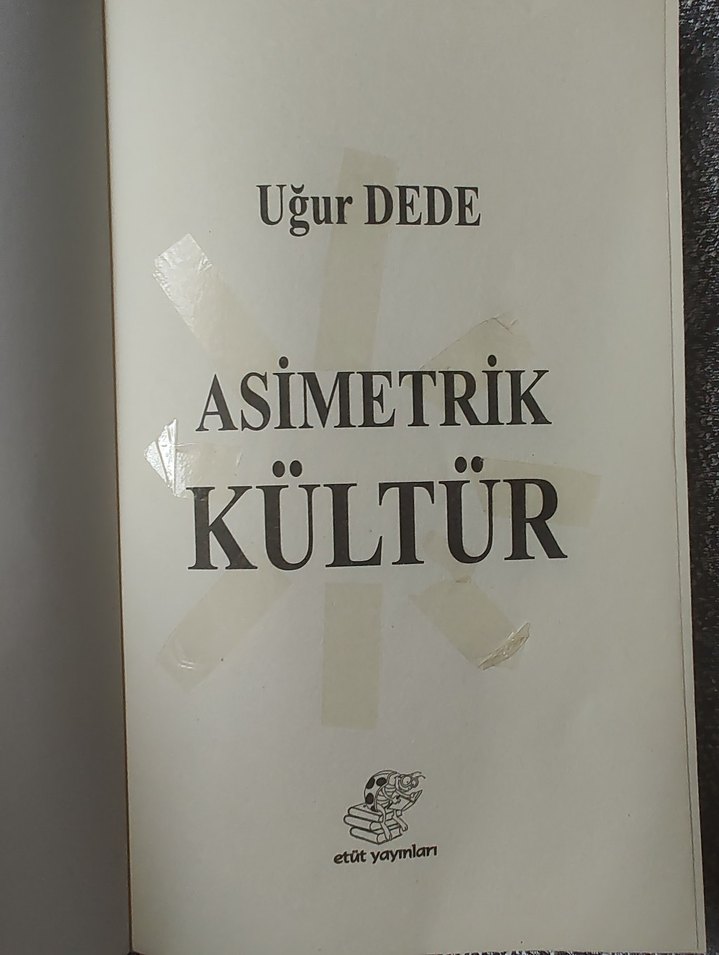 Uğur DEDE
ASİMETRİK
KÜLTÜR
etüt yayınları